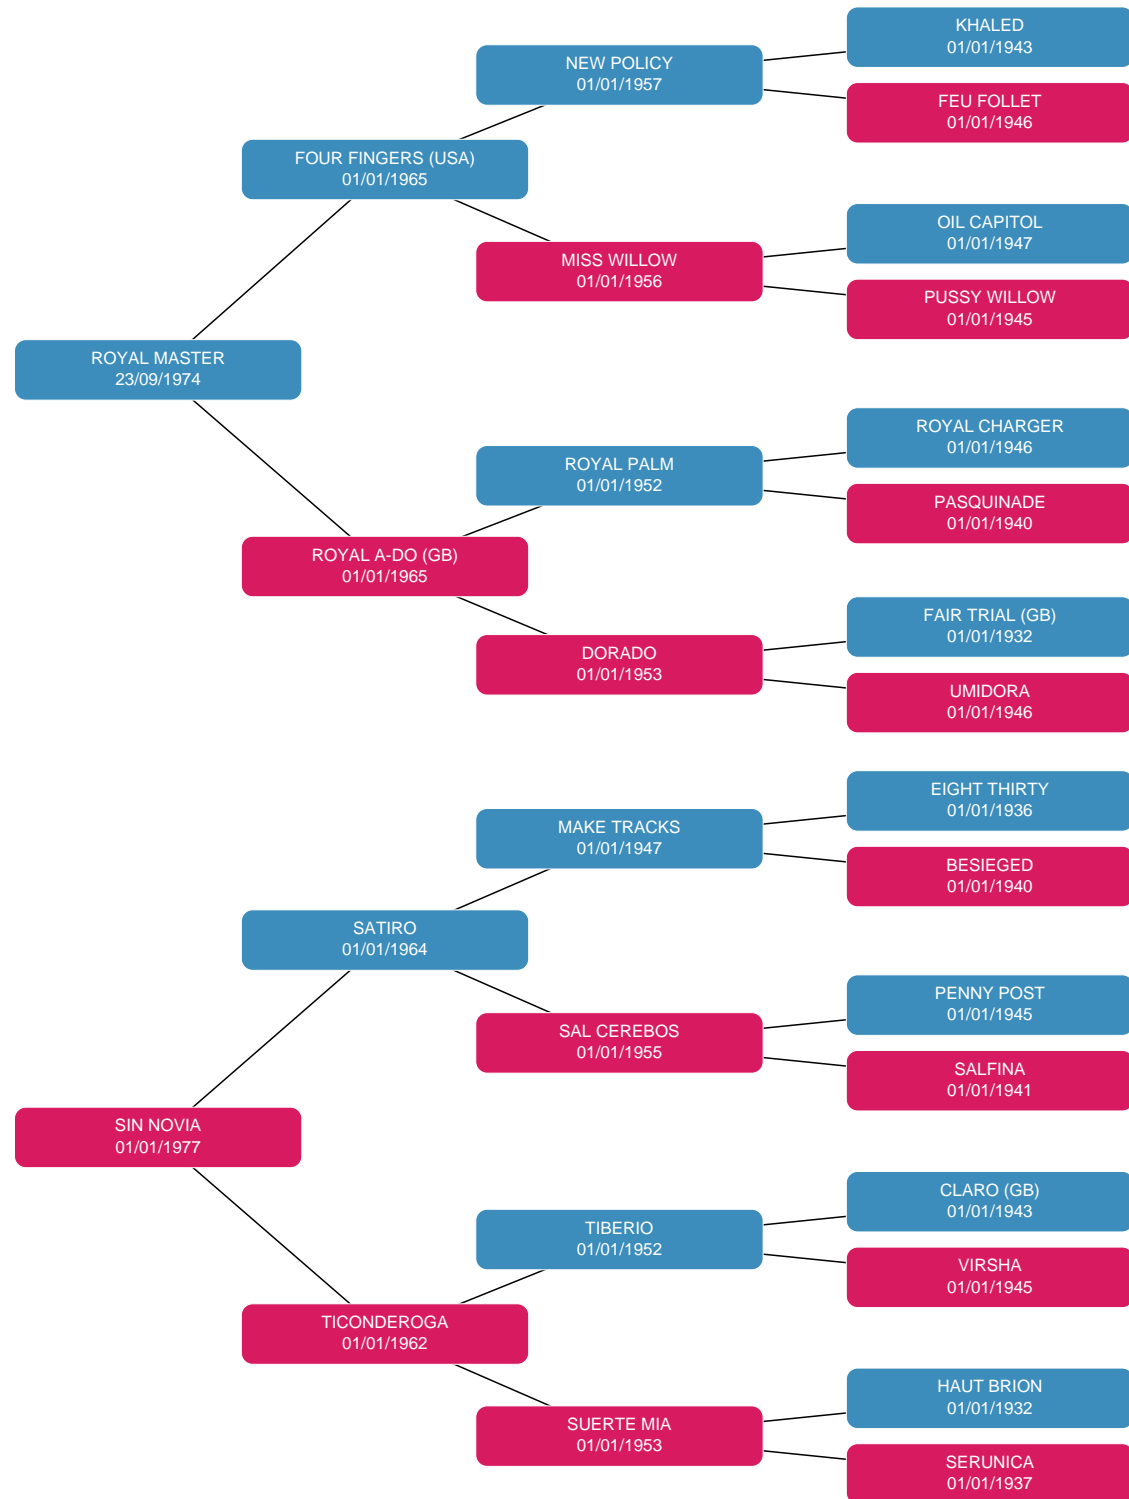 KHALED
01/01/1943
NEW POLICY
01/01/1957
FEU FOLLET
01/01/1946
FOUR FINGERS (USA)
01/01/1965
OIL CAPITOL
01/01/1947
MISS WILLOW
01/01/1956
PUSSY WILLOW
01/01/1945
ROYAL MASTER
23/09/1974
ROYAL CHARGER
01/01/1946
ROYAL PALM
01/01/1952
PASQUINADE
01/01/1940
ROYAL A-DO (GB)
01/01/1965
FAIR TRIAL (GB)
01/01/1932
DORADO
01/01/1953
UMIDORA
01/01/1946
EIGHT THIRTY
01/01/1936
MAKE TRACKS
01/01/1947
BESIEGED
01/01/1940
SATIRO
01/01/1964
PENNY POST
01/01/1945
SAL CEREBOS
01/01/1955
SALFINA
01/01/1941
SIN NOVIA
01/01/1977
CLARO (GB)
01/01/1943
TIBERIO
01/01/1952
VIRSHA
01/01/1945
TICONDEROGA
01/01/1962
HAUT BRION
01/01/1932
SUERTE MIA
01/01/1953
SERUNICA
01/01/1937